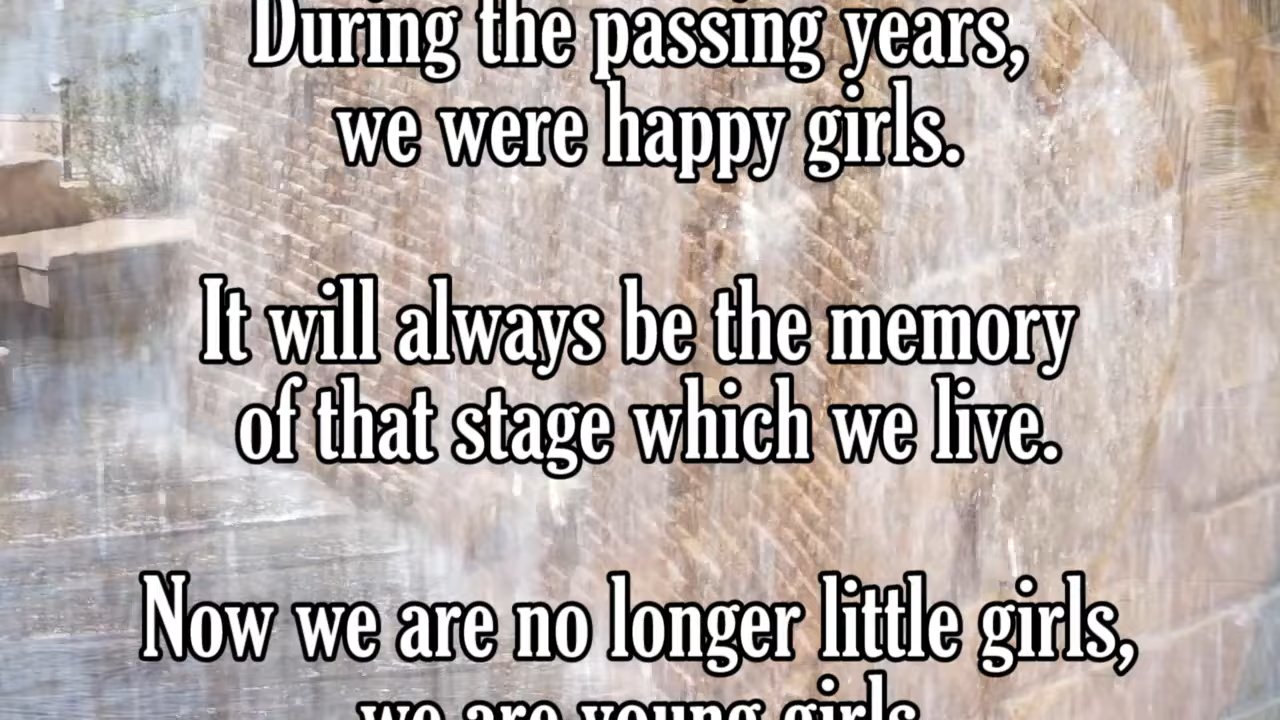 During the passing years,
we were happy girls.
It will always be the memory
of that stage which we live.
Now we are no longer little girls,
we are young girls